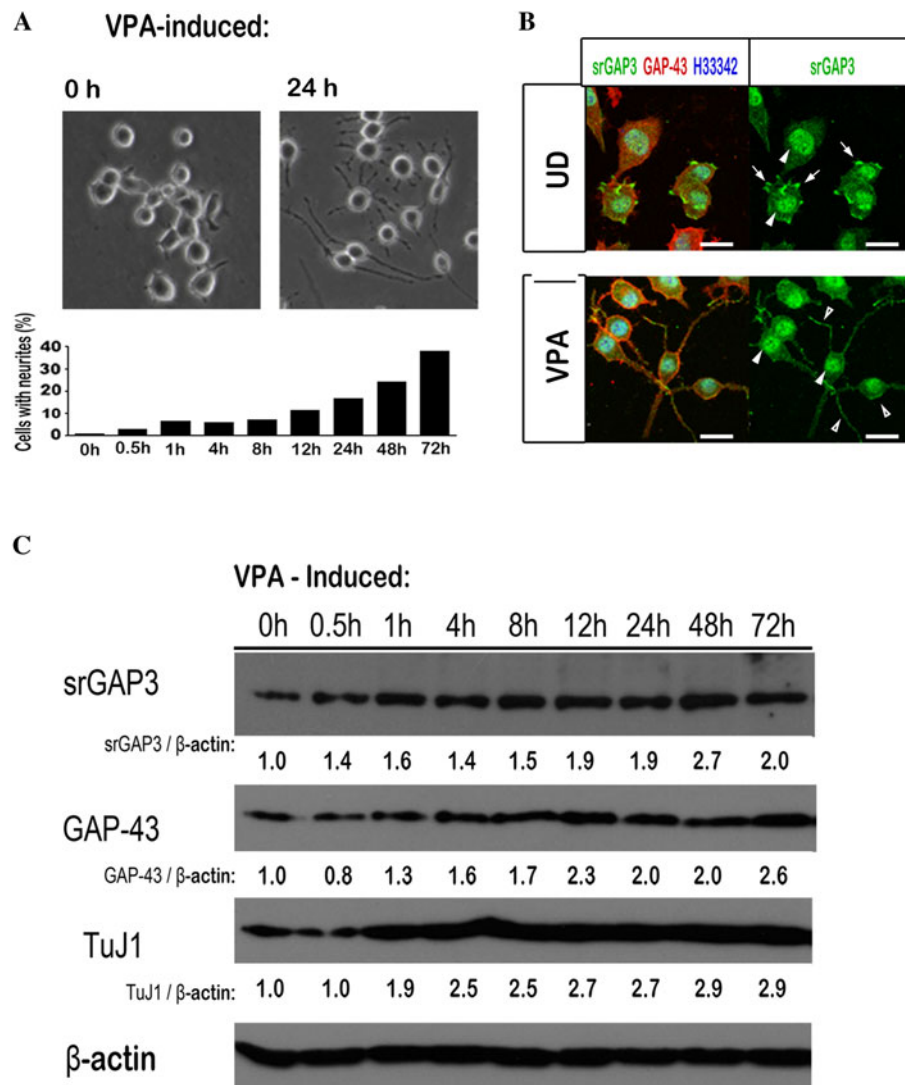 A
VPA-induced:
0 h
24 h
Cells with neurites (%)
40
30
20
10
0
0h 0.5h 1h 4h 8h 12h 24h 48h 72h
B
srGAP3 GAP-43 H33342
srGAP3
UD
VPA
C
VPA - Induced:
0h 0.5h 1h 4h 8h 12h 24h 48h 72h
srGAP3
srGAP3 / β-actin: 1.0 1.4 1.6 1.4 1.5 1.9 1.9 2.7 2.0
GAP-43
GAP-43 / β-actin: 1.0 0.8 1.3 1.6 1.7 2.3 2.0 2.0 2.6
TuJ1
TuJ1 / β-actin: 1.0 1.0 1.9 2.5 2.5 2.7 2.7 2.9 2.9
β-actin